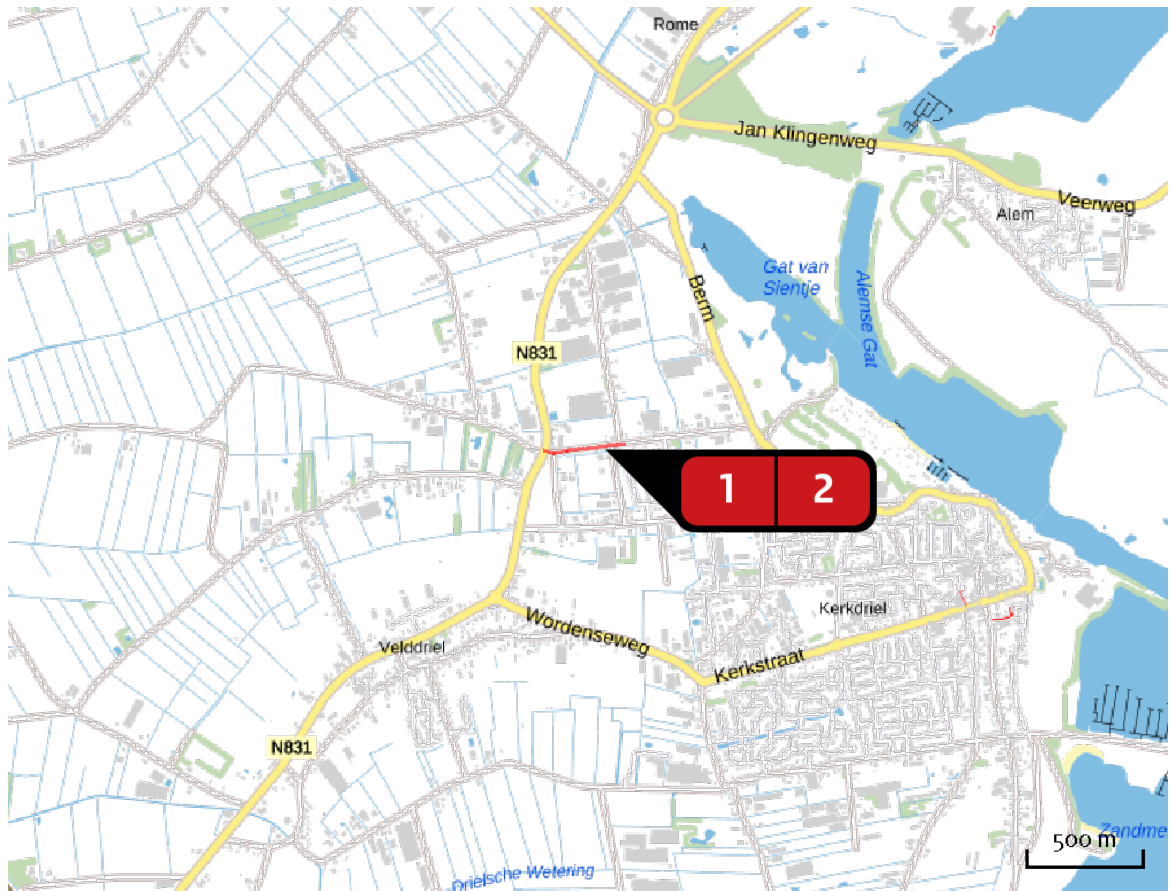 Rome
Jan Klingenweg
Veerweg
Alem
Gat van
Sientje
Alemse Gat
Berm
N831
1 2
Kerkdriel
Wordenseweg
Velddriel
Kerkstraat
N831
500 m
Zandme
Drielsche Wetering